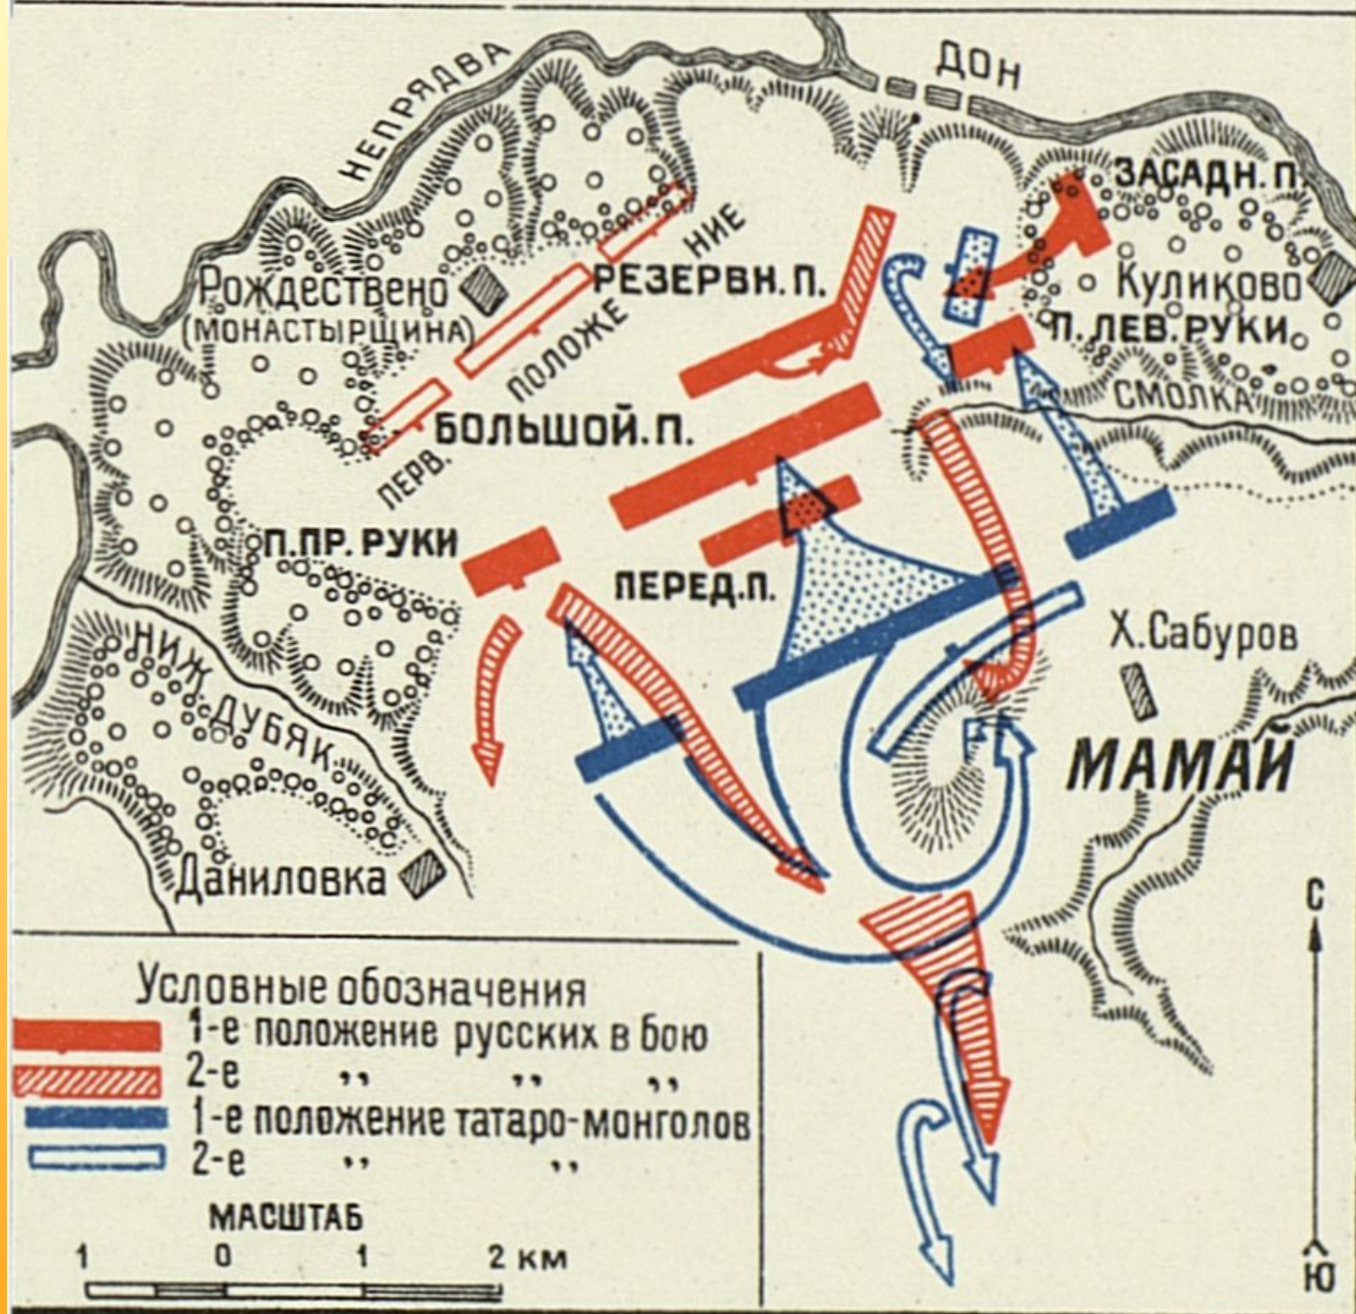 ДОН
НЕПРЯДВА
ЗАСАДН. П.
НИЕ
РЕЗЕРВН. П.
Куликово
Рождествено
(МОНАСТЫРЩИНА)
П. ЛЕВ. РУКИ
ПОЛОЖЕ
СМОЛКА
БОЛЬШОЙ. П.
ПЕРВ.
П. ПР. РУКИ
ПЕРЕД. П.
Х. Сабуров
НИЖ
ДУБЯК
МАМАЙ
Даниловка
С
Условные обозначения
1-е положение русских в бою
2-е ,, ,, ,,
1-е положение татаро-монголов
2-е ,, ,,
МАСШТАБ
1 0 1 2 км
Ю